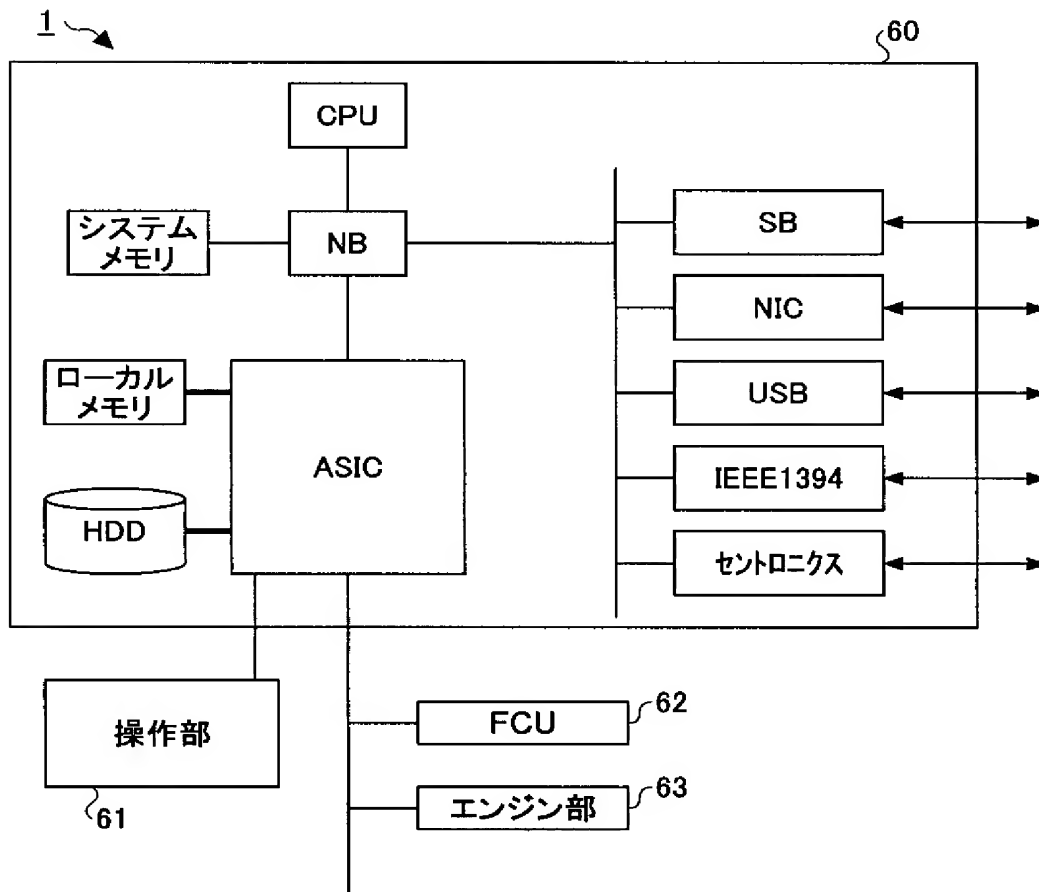 1
60
CPU
システム
メモリ
NB
SB
NIC
ローカル
メモリ
ASIC
USB
HDD
IEEE1394
セントロニクス
操作部
61
FCU
62
エンジン部
63